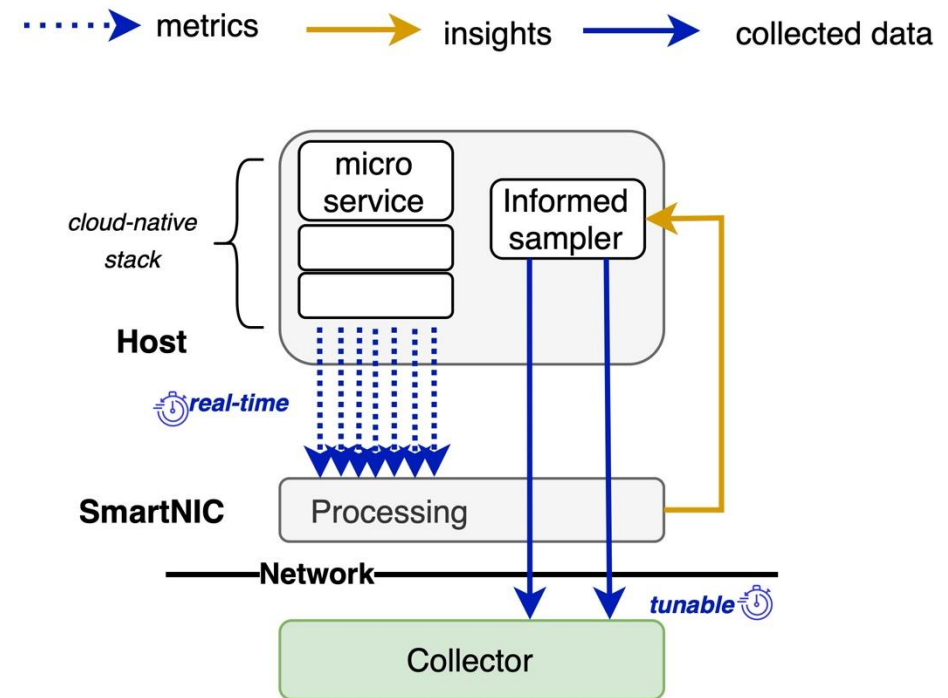 metrics
insights
collected data
micro
service
Informed
sampler
cloud-native
stack
Host
real-time
SmartNIC
Processing
Network
tunable
Collector